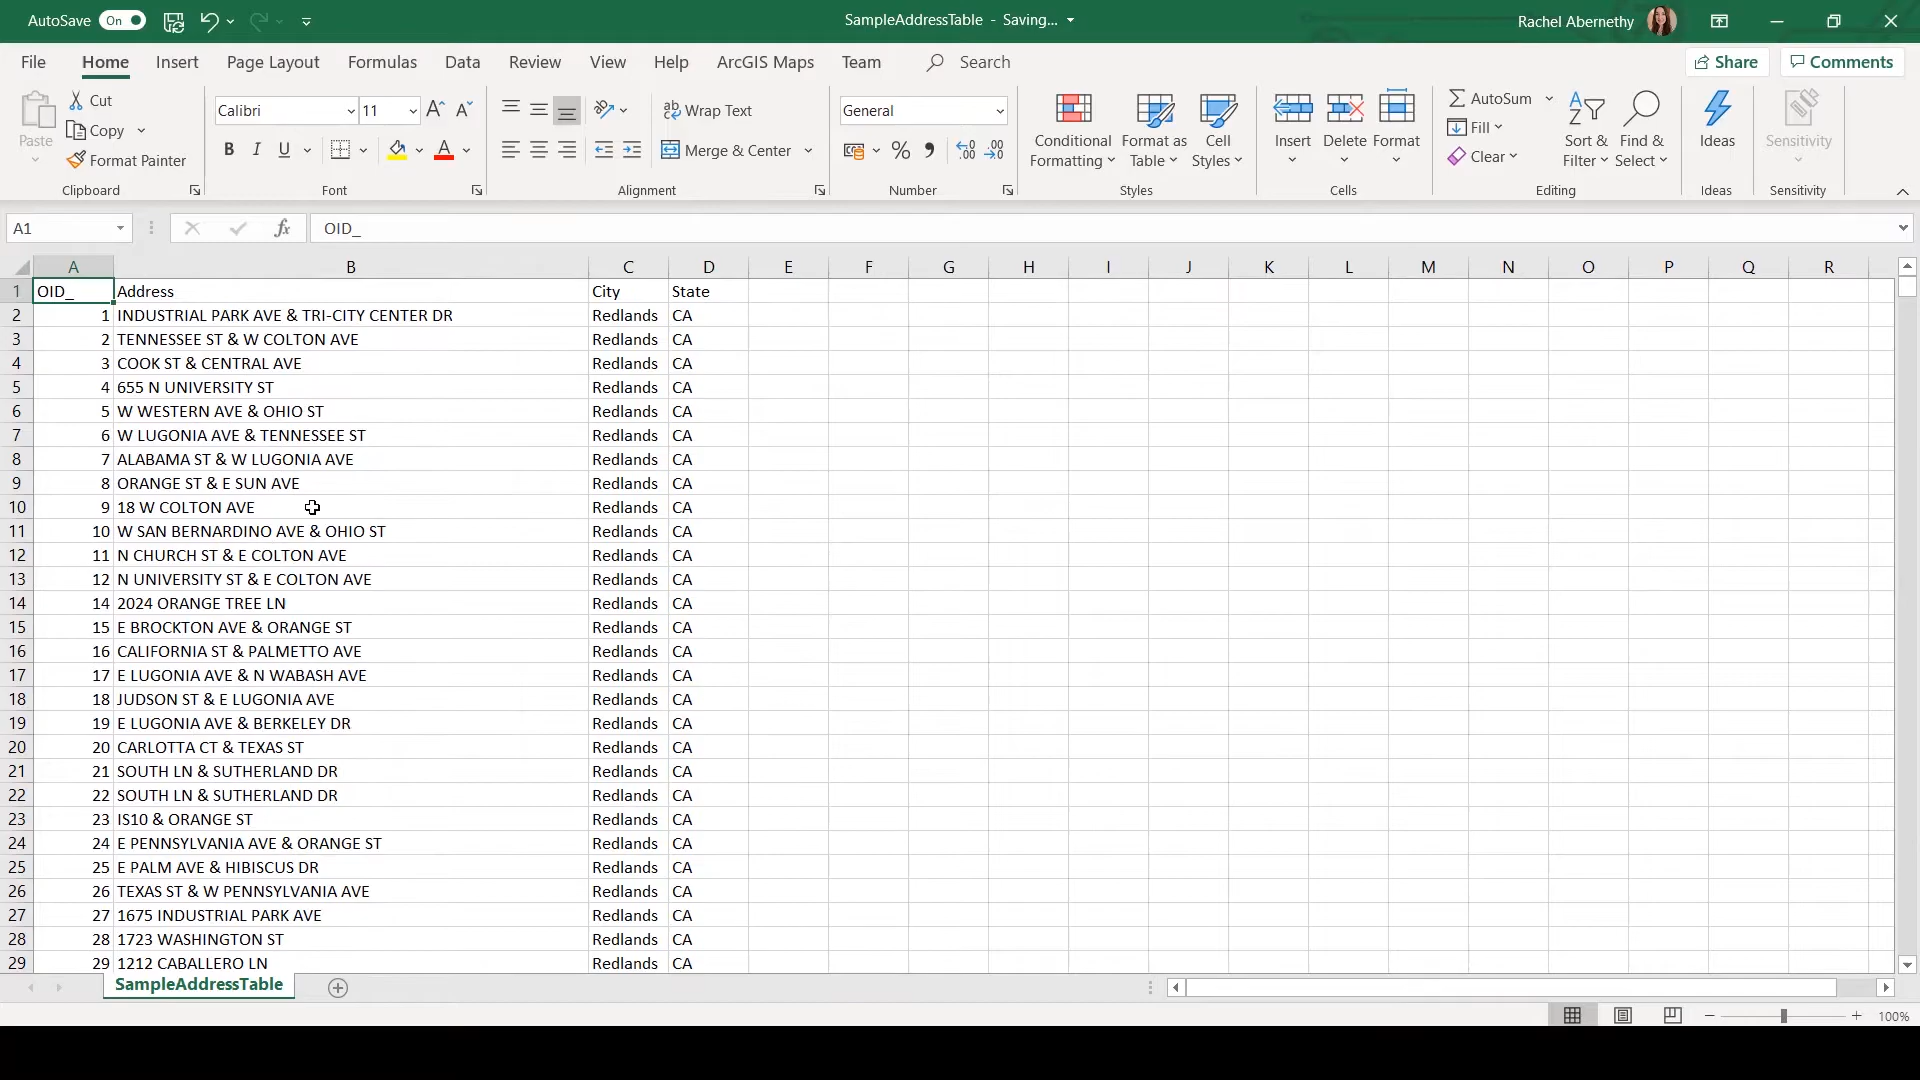 AutoSave On SampleAddressTable - Saving... Rachel Abernethy
File Home Insert Page Layout Formulas Data Review View Help ArcGIS Maps Team Search Share Comments
Paste Cut Copy Format Painter Clipboard
Calibri 11 B I U A Font
Wrap Text Merge & Center Alignment
General % Number
Conditional Formatting Format as Table Cell Styles Styles
Insert Delete Format Cells
AutoSum Fill Clear Sort & Filter Find & Select Editing
Ideas Ideas
Sensitivity Sensitivity
A1 fx OID_
A B C D E F G H I J K L M N O P Q R
1 OID_ Address City State
2 1 INDUSTRIAL PARK AVE & TRI-CITY CENTER DR Redlands CA
3 2 TENNESSEE ST & W COLTON AVE Redlands CA
4 3 COOK ST & CENTRAL AVE Redlands CA
5 4 655 N UNIVERSITY ST Redlands CA
6 5 W WESTERN AVE & OHIO ST Redlands CA
7 6 W LUGONIA AVE & TENNESSEE ST Redlands CA
8 7 ALABAMA ST & W LUGONIA AVE Redlands CA
9 8 ORANGE ST & E SUN AVE Redlands CA
10 9 18 W COLTON AVE Redlands CA
11 10 W SAN BERNARDINO AVE & OHIO ST Redlands CA
12 11 N CHURCH ST & E COLTON AVE Redlands CA
13 12 N UNIVERSITY ST & E COLTON AVE Redlands CA
14 14 2024 ORANGE TREE LN Redlands CA
15 15 E BROCKTON AVE & ORANGE ST Redlands CA
16 16 CALIFORNIA ST & PALMETTO AVE Redlands CA
17 17 E LUGONIA AVE & N WABASH AVE Redlands CA
18 18 JUDSON ST & E LUGONIA AVE Redlands CA
19 19 E LUGONIA AVE & BERKELEY DR Redlands CA
20 20 CARLOTTA CT & TEXAS ST Redlands CA
21 21 SOUTH LN & SUTHERLAND DR Redlands CA
22 22 SOUTH LN & SUTHERLAND DR Redlands CA
23 23 IS10 & ORANGE ST Redlands CA
24 24 E PENNSYLVANIA AVE & ORANGE ST Redlands CA
25 25 E PALM AVE & HIBISCUS DR Redlands CA
26 26 TEXAS ST & W PENNSYLVANIA AVE Redlands CA
27 27 1675 INDUSTRIAL PARK AVE Redlands CA
28 28 1723 WASHINGTON ST Redlands CA
29 29 1212 CABALLERO LN Redlands CA
SampleAddressTable
100%